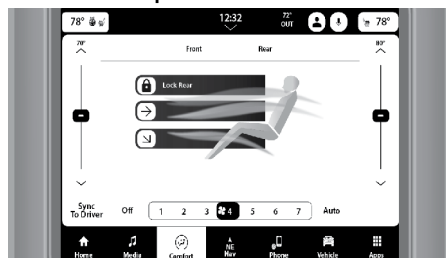 78° 12:32 72° OUT 78°
70° 80°
Front Rear
Lock Rear
Sync To Driver Off 1 2 3 4 5 6 7 Auto
Home Media Comfort NE Nav Phone Vehicle Apps